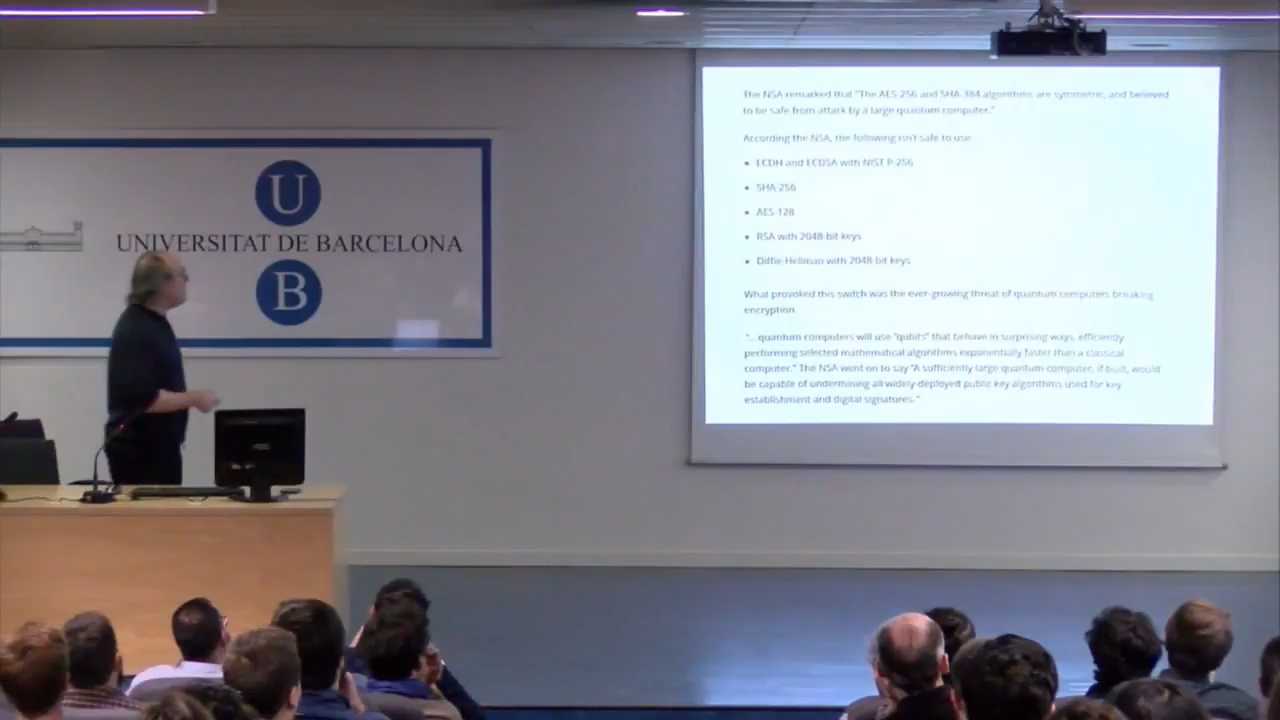 U
UNIVERSITAT DE BARCELONA
B
The NSA remarked that "The AES-256 and SHA-384 algorithms are symmetric, and believed
to be safe from attack by a large quantum computer."
According the NSA, the following isn't safe to use:
• ECDH and ECDSA with NIST P-256
• SHA-256
• AES-128
• RSA with 2048-bit keys
• Diffie-Hellman with 2048-bit keys
What provoked this switch was the ever-growing threat of quantum computers breaking
encryption.
"... quantum computers will use "qubits" that behave in surprising ways, efficiently
performing selected mathematical algorithms exponentially faster than a classical
computer." The NSA went on to say "A sufficiently large quantum computer, if built, would
be capable of undermining all widely-deployed public key algorithms used for key
establishment and digital signatures."